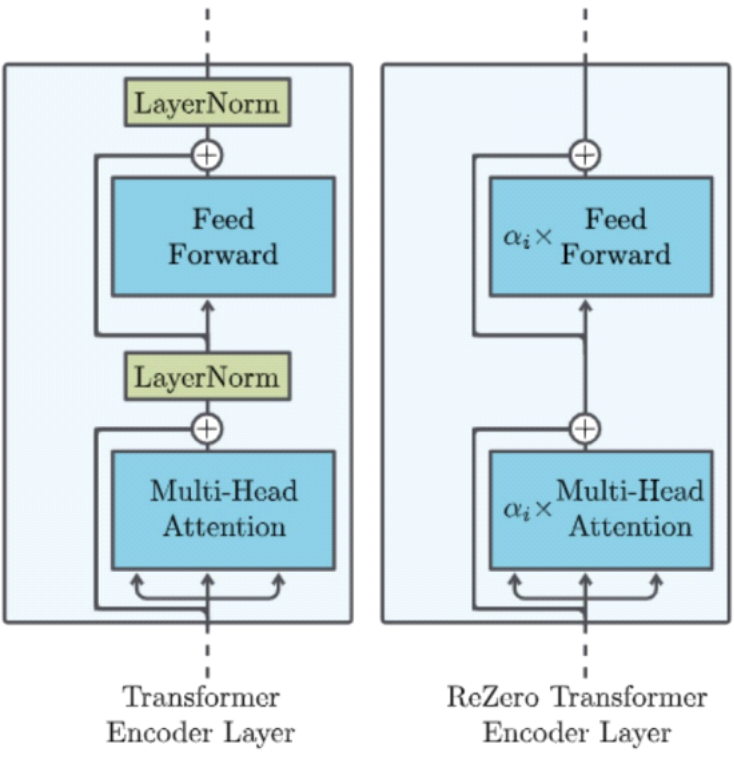 LayerNorm
Feed
Forward
LayerNorm
Multi-Head
Attention
Transformer
Encoder Layer
αᵢ× Feed
Forward
αᵢ× Multi-Head
Attention
ReZero Transformer
Encoder Layer